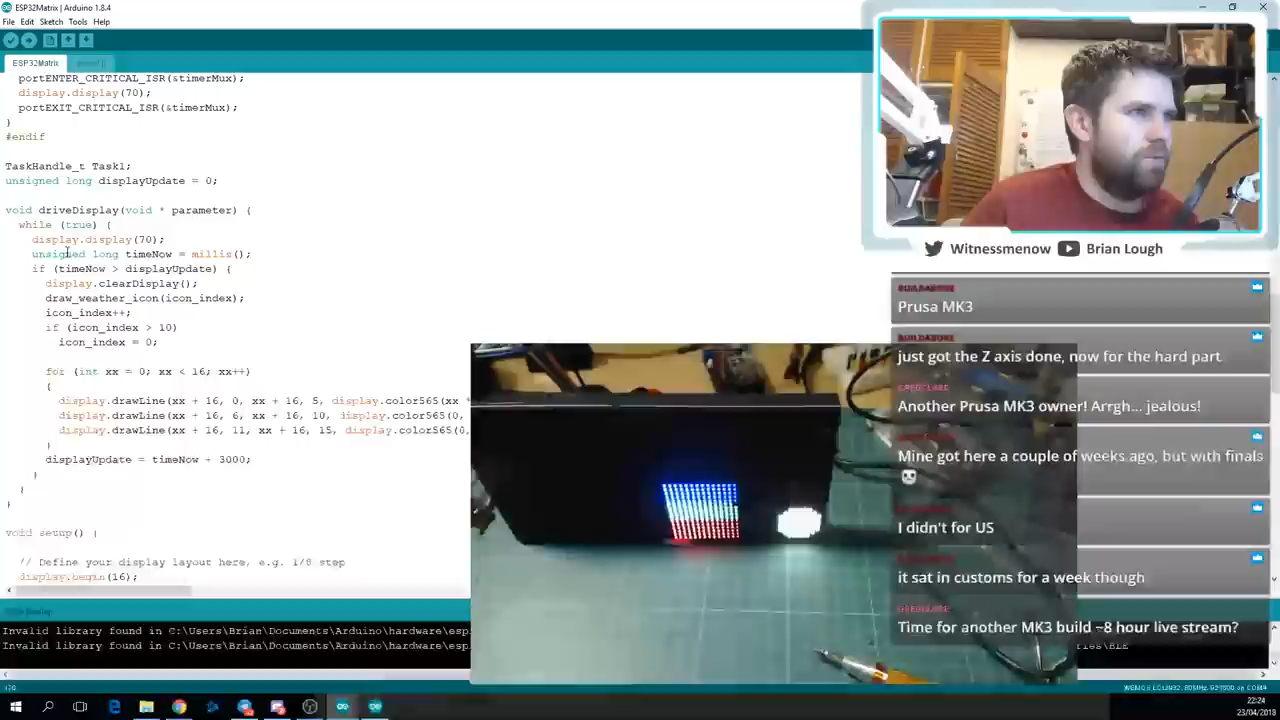 ESP32Matrix | Arduino 1.8.4
File Edit Sketch Tools Help
ESP32Matrix
portENTER_CRITICAL_ISR(&timerMux);
display.display(70);
portEXIT_CRITICAL_ISR(&timerMux);
}
#endif
TaskHandle_t Task1;
unsigned long displayUpdate = 0;
void driveDisplay(void * parameter) {
while (true) {
display.display(70);
unsigned long timeNow = millis();
if (timeNow > displayUpdate) {
display.clearDisplay();
draw_weather_icon(icon_index);
icon_index++;
if (icon_index > 10)
icon_index = 0;
for (int xx = 0; xx < 16; xx++)
{
display.drawLine(xx + 16, 0, xx + 16, 5, display.color565(xx
display.drawLine(xx + 16, 6, xx + 16, 10, display.color565(0,
display.drawLine(xx + 16, 11, xx + 16, 15, display.color565(0,
}
displayUpdate = timeNow + 3000;
}
}
}
void setup() {
// Define your display layout here, e.g. 1/8 step
display.begin(16);
Invalid library found in C:\Users\Brian\Documents\Arduino\hardware\esp
Invalid library found in C:\Users\Brian\Documents\Arduino\hardware\esp
Witnessmenow Brian Lough
Prusa MK3
just got the Z axis done, now for the hard part
Another Prusa MK3 owner! Arrgh... jealous!
Mine got here a couple of weeks ago, but with finals
I didn't for US
it sat in customs for a week though
Time for another MK3 build ~8 hour live stream?
22:24
23/04/2018